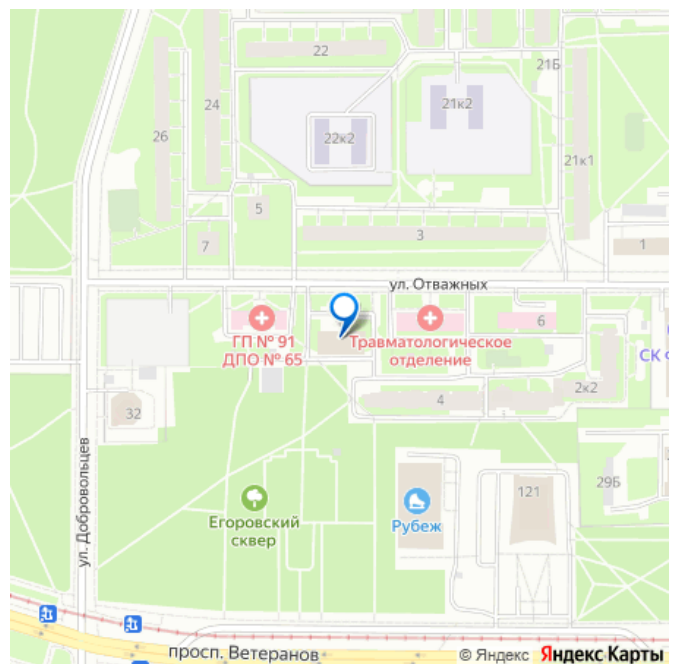 22
21Б
24
21к2
26
22к2
21к1
5
3
7
1
ул. Отважных
6
ГП № 91
ДПО № 65
Травматологическое
отделение
СК
2к2
4
32
ул. Добровольцев
29Б
121
Егоровский
сквер
Рубеж
просп. Ветеранов
© Яндекс Яндекс Карты